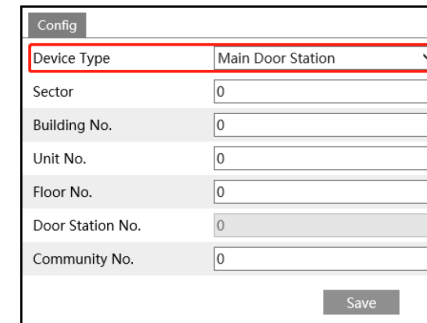 Config
Device Type Main Door Station
Sector 0
Building No. 0
Unit No. 0
Floor No. 0
Door Station No. 0
Community No. 0
Save